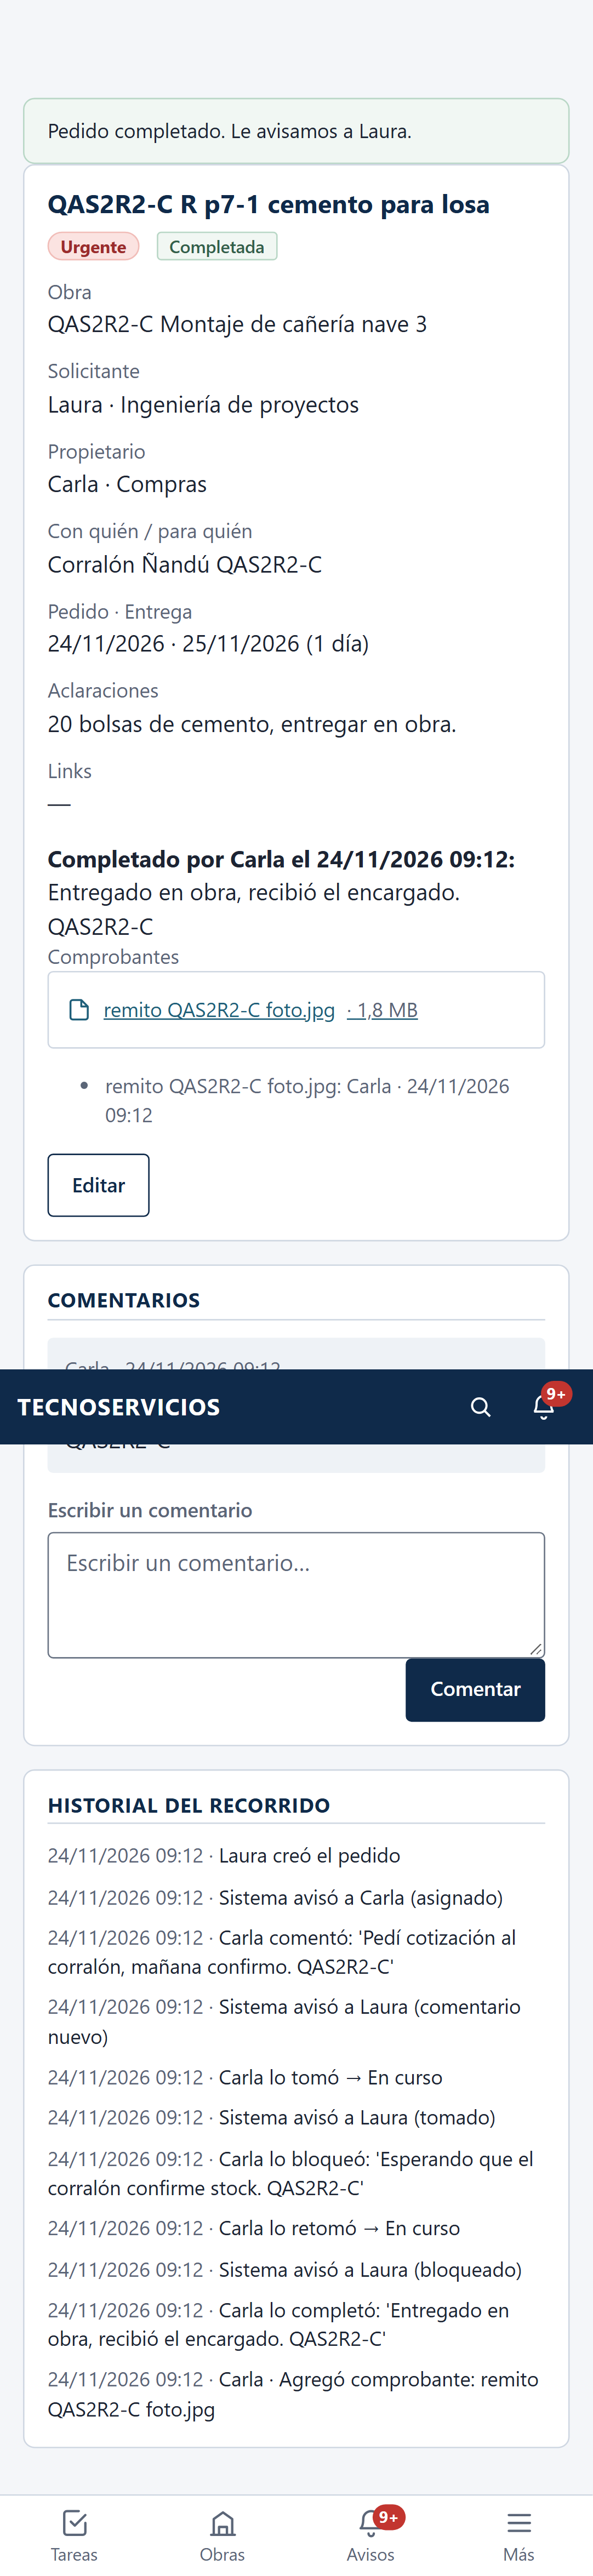 Pedido completado. Le avisamos a Laura.
QAS2R2-C R p7-1 cemento para losa
Urgente
Completada
Obra
QAS2R2-C Montaje de cañería nave 3
Solicitante
Laura · Ingeniería de proyectos
Propietario
Carla · Compras
Con quién / para quién
Corralón Ñandú QAS2R2-C
Pedido · Entrega
24/11/2026 · 25/11/2026 (1 día)
Aclaraciones
20 bolsas de cemento, entregar en obra.
Links
—
Completado por Carla el 24/11/2026 09:12:
Entregado en obra, recibió el encargado.
QAS2R2-C
Comprobantes
remito QAS2R2-C foto.jpg · 1,8 MB
• remito QAS2R2-C foto.jpg: Carla · 24/11/2026
09:12
Editar
COMENTARIOS
Carla · 24/11/2026 09:12
TECNOSERVICIOS
9+
QAS2R2-C
Escribir un comentario
Escribir un comentario...
Comentar
HISTORIAL DEL RECORRIDO
24/11/2026 09:12 · Laura creó el pedido
24/11/2026 09:12 · Sistema avisó a Carla (asignado)
24/11/2026 09:12 · Carla comentó: 'Pedí cotización al
corralón, mañana confirmo. QAS2R2-C'
24/11/2026 09:12 · Sistema avisó a Laura (comentario
nuevo)
24/11/2026 09:12 · Carla lo tomó → En curso
24/11/2026 09:12 · Sistema avisó a Laura (tomado)
24/11/2026 09:12 · Carla lo bloqueó: 'Esperando que el
corralón confirme stock. QAS2R2-C'
24/11/2026 09:12 · Carla lo retomó → En curso
24/11/2026 09:12 · Sistema avisó a Laura (bloqueado)
24/11/2026 09:12 · Carla lo completó: 'Entregado en
obra, recibió el encargado. QAS2R2-C'
24/11/2026 09:12 · Carla · Agregó comprobante: remito
QAS2R2-C foto.jpg
9+
Tareas
Obras
Avisos
Más